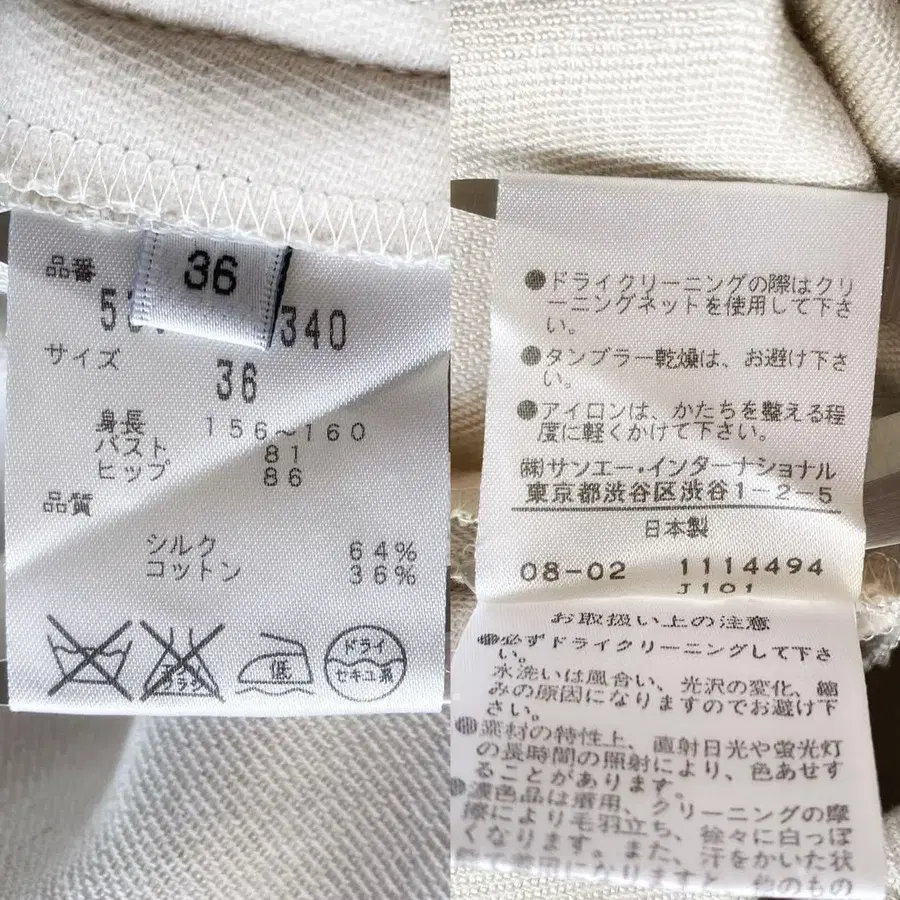 品番
36
340
サイズ
36
身長 156~160
バスト 81
ヒップ 86
品質
シルク 64%
コットン 36%
低
ドライ
セキユ系
●ドライクリーニングの際はクリ
ーニングネットを使用して下さ
い。
●タンブラー乾燥は、お避け下さ
い。
●アイロンは、かたちを整える程
度に軽くかけて下さい。
㈱サンエー・インターナショナル
東京都渋谷区渋谷1-2-5
日本製
08-02 1114494
J101
お取扱い上の注意
●必ずドライクリーニングして下さ
い。
水洗いは風合い、光沢の変化、縮
みの原因になりますのでお避け下
さい。
●素材の特性上、直射日光や蛍光灯
の長時間の照射により、色あせす
ることがあります。
●濃色品は着用、クリーニングの摩
擦により毛羽立ち、徐々に白っぽ
くなります。また、汗をかいた状